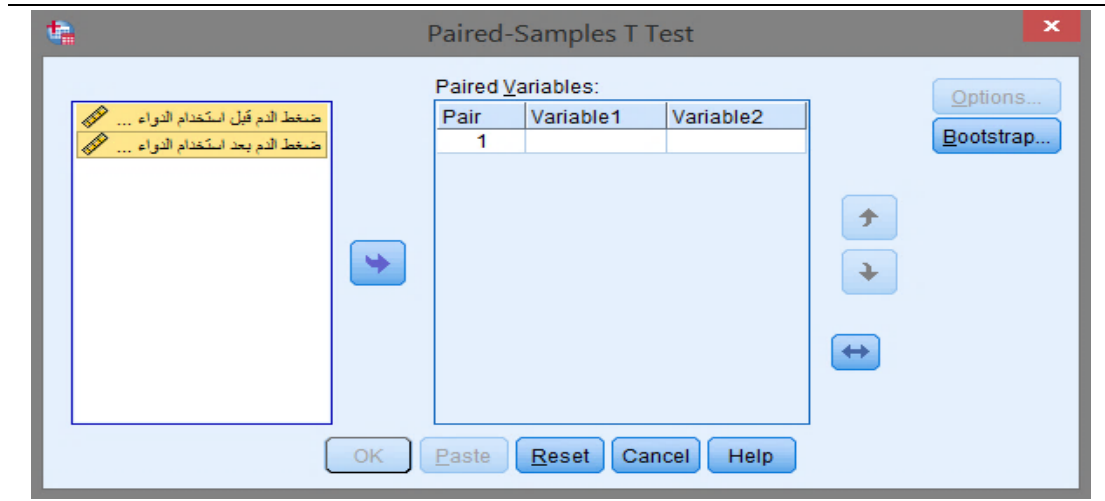 Paired-Samples T Test
Paired Variables:
ضغط الدم قبل استخدام الدواء ...
ضغط الدم بعد استخدام الدواء ...
Pair Variable1 Variable2
1
Options...
Bootstrap...
OK Paste Reset Cancel Help